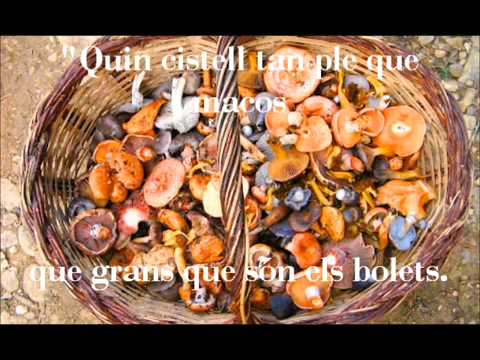 "Quin cistell tan ple que
i macos
que grans que són els bolets.